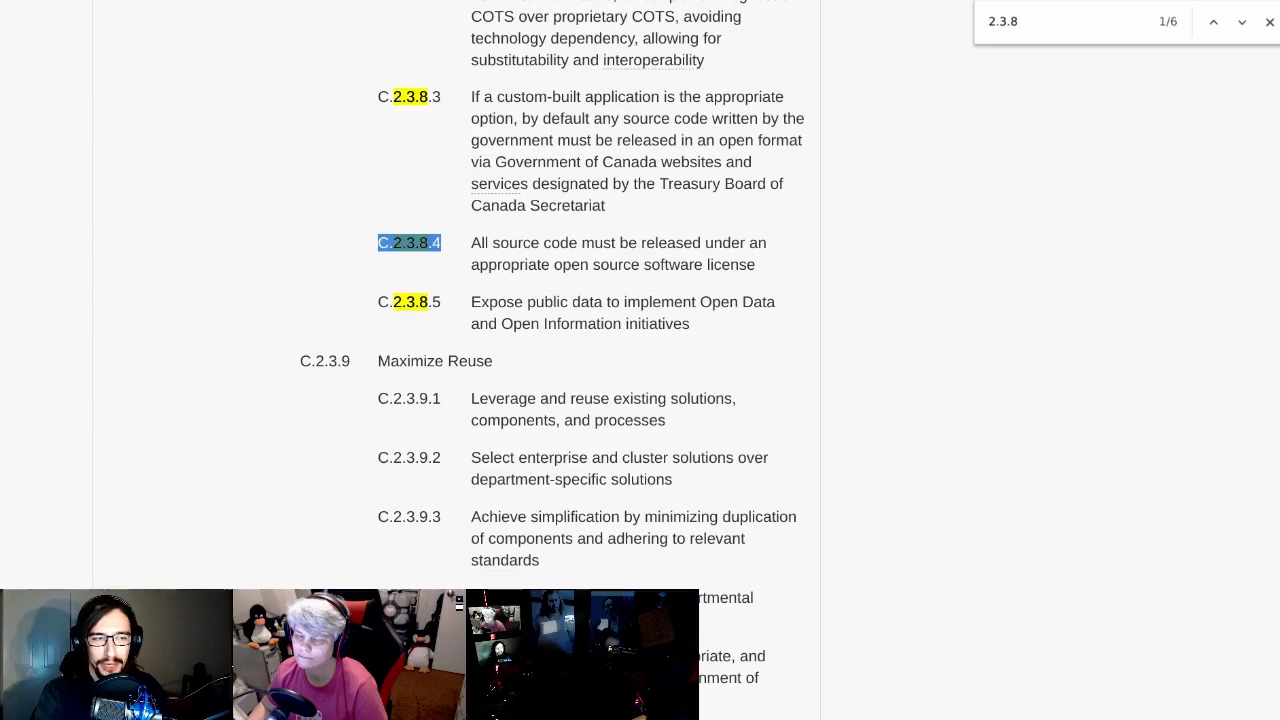 2.3.8 1/6
COTS over proprietary COTS, avoiding
technology dependency, allowing for
substitutability and interoperability
C.2.3.8.3 If a custom-built application is the appropriate
option, by default any source code written by the
government must be released in an open format
via Government of Canada websites and
services designated by the Treasury Board of
Canada Secretariat
C.2.3.8.4 All source code must be released under an
appropriate open source software license
C.2.3.8.5 Expose public data to implement Open Data
and Open Information initiatives
C.2.3.9 Maximize Reuse
C.2.3.9.1 Leverage and reuse existing solutions,
components, and processes
C.2.3.9.2 Select enterprise and cluster solutions over
department-specific solutions
C.2.3.9.3 Achieve simplification by minimizing duplication
of components and adhering to relevant
standards
rtmental
riate, and
nment of